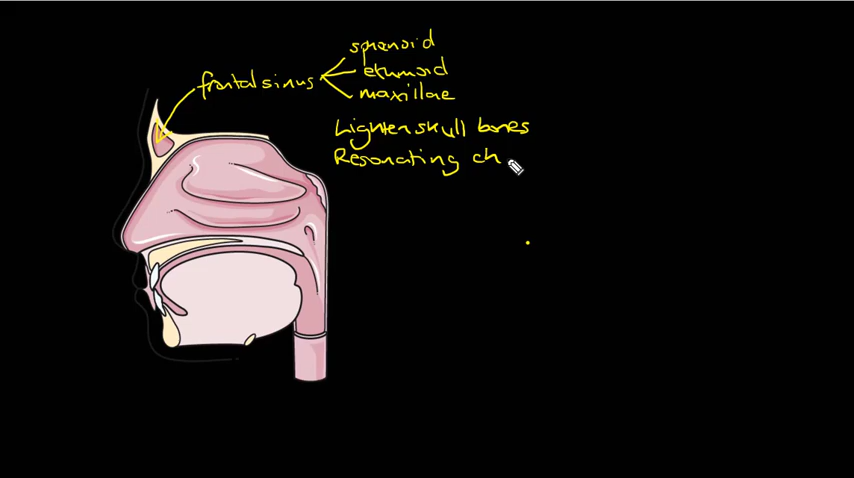 sphenoid
frontal sinus
ethmoid
maxillae
Lighten skull bones
Resonating ch